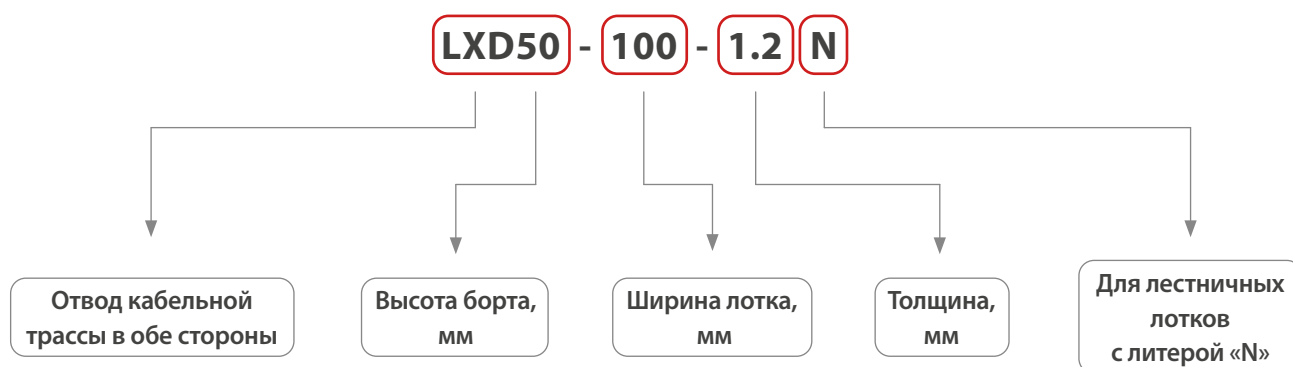 LXD50 - 100 - 1.2 N
Отвод кабельной
трассы в обе стороны
Высота борта,
мм
Ширина лотка,
мм
Толщина,
мм
Для лестничных
лотков
с литерой «N»